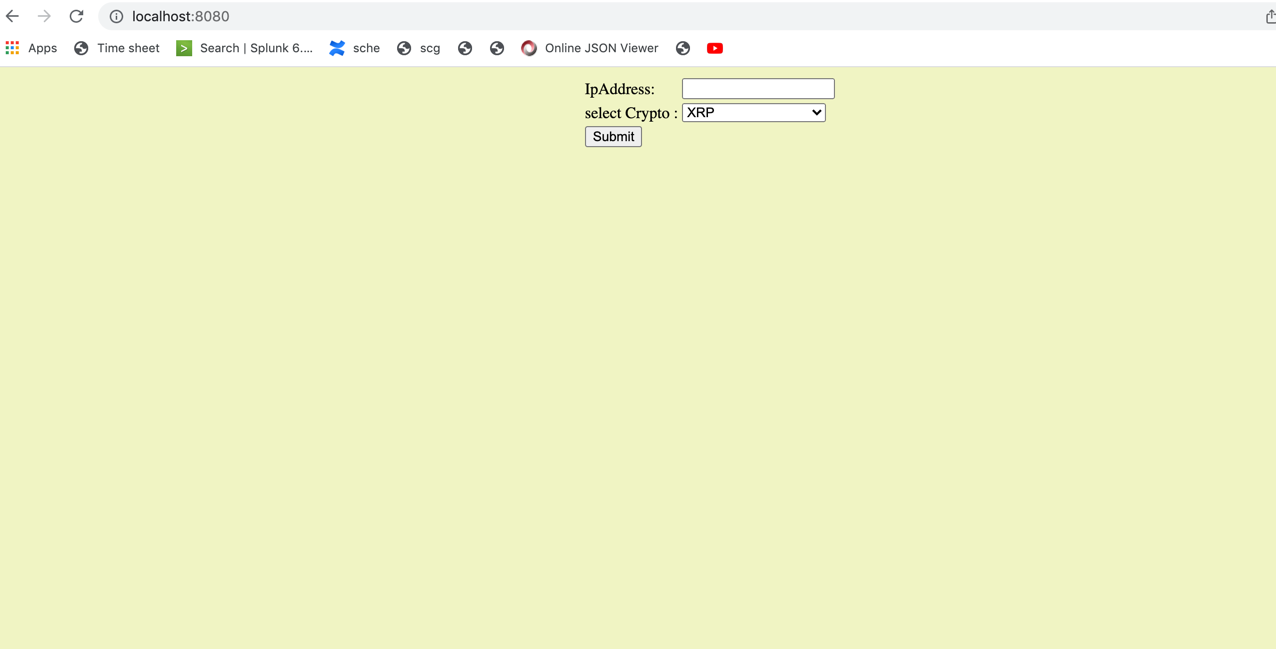 localhost:8080
Apps Time sheet Search | Splunk 6.... sche scg Online JSON Viewer
IpAddress:
select Crypto : XRP
Submit